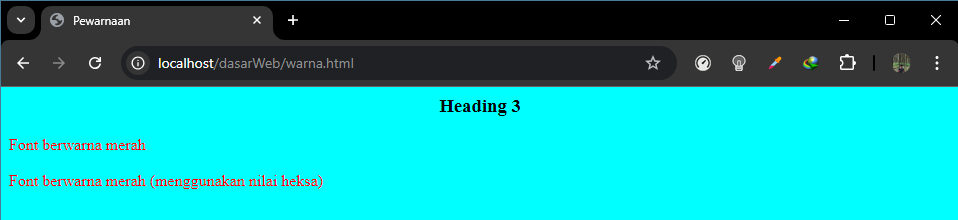 Pewarnaan
localhost/dasarWeb/warna.html
Heading 3
Font berwarna merah
Font berwarna merah (menggunakan nilai heksa)